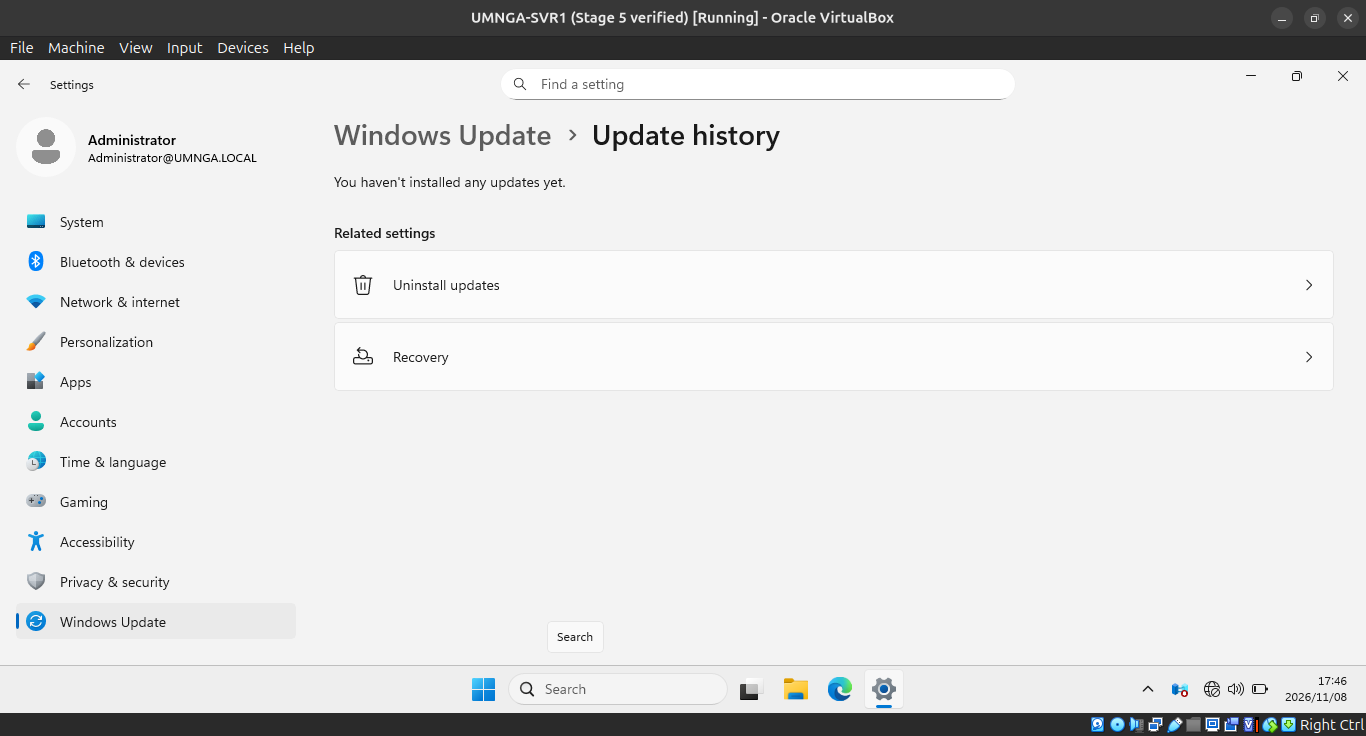 UMNGA-SVR1 (Stage 5 verified) [Running] - Oracle VirtualBox
File Machine View Input Devices Help
Settings
Find a setting
Administrator
Administrator@UMNGA.LOCAL
Windows Update > Update history
You haven't installed any updates yet.
Related settings
System
Bluetooth & devices
Uninstall updates
Network & internet
Personalization
Recovery
Apps
Accounts
Time & language
Gaming
Accessibility
Privacy & security
Windows Update
Search
Search
17:46
2026/11/08
Right Ctrl